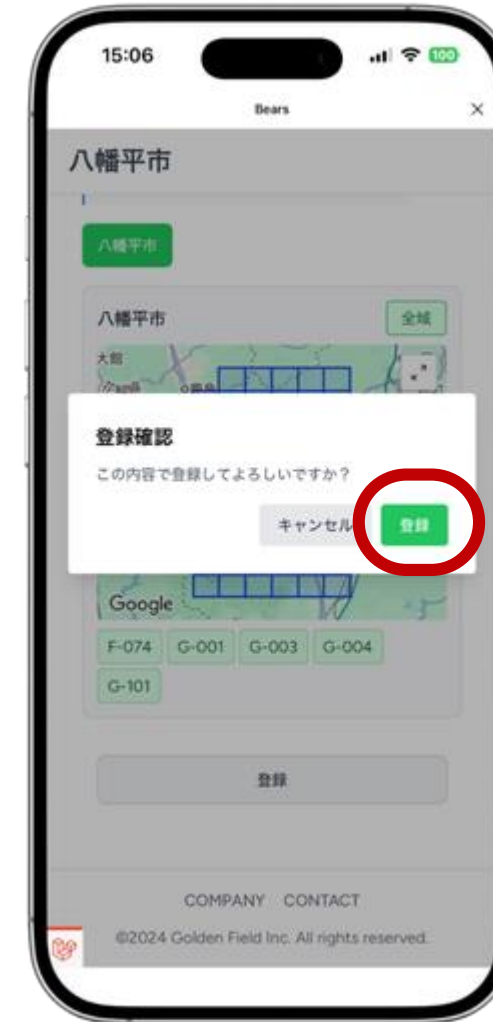 15:06
100
Bears
八幡平市
八幡平市
八幡平市
全域
大館
登録確認
この内容で登録してよろしいですか？
キャンセル
登録
Google
F-074 G-001 G-003 G-004
G-101
登録
COMPANY CONTACT
©2024 Golden Field Inc. All rights reserved.